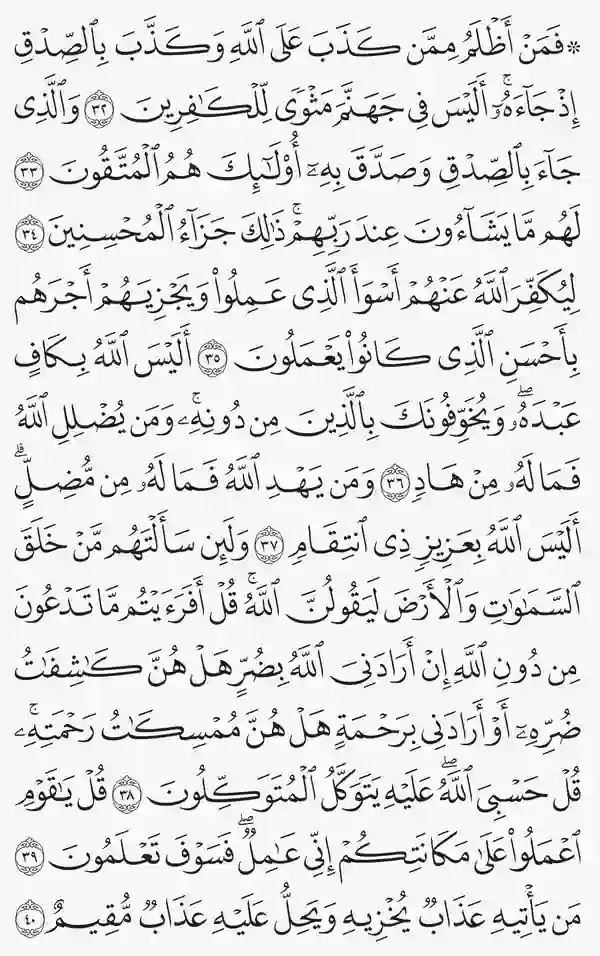 ۞ فَمَنۡ أَظۡلَمُ مِمَّن كَذَبَ عَلَى ٱللَّهِ وَكَذَّبَ بِٱلصِّدۡقِ
إِذۡ جَآءَهُۥٓۚ أَلَيۡسَ فِي جَهَنَّمَ مَثۡوٗى لِّلۡكَٰفِرِينَ ٣٢ وَٱلَّذِي
جَآءَ بِٱلصِّدۡقِ وَصَدَّقَ بِهِۦٓ أُوْلَٰٓئِكَ هُمُ ٱلۡمُتَّقُونَ ٣٣
لَهُم مَّا يَشَآءُونَ عِندَ رَبِّهِمۡۚ ذَٰلِكَ جَزَآءُ ٱلۡمُحۡسِنِينَ ٣٤
لِيُكَفِّرَ ٱللَّهُ عَنۡهُمۡ أَسۡوَأَ ٱلَّذِي عَمِلُواْ وَيَجۡزِيَهُمۡ أَجۡرَهُم
بِأَحۡسَنِ ٱلَّذِي كَانُواْ يَعۡمَلُونَ ٣٥ أَلَيۡسَ ٱللَّهُ بِكَافٍ
عَبۡدَهُۥۖ وَيُخَوِّفُونَكَ بِٱلَّذِينَ مِن دُونِهِۦۚ وَمَن يُضۡلِلِ ٱللَّهُ
فَمَا لَهُۥ مِنۡ هَادٖ ٣٦ وَمَن يَهۡدِ ٱللَّهُ فَمَا لَهُۥ مِن مُّضِلٍّۗ
أَلَيۡسَ ٱللَّهُ بِعَزِيزٖ ذِي ٱنتِقَامٖ ٣٧ وَلَئِن سَأَلۡتَهُم مَّنۡ خَلَقَ
ٱلسَّمَٰوَٰتِ وَٱلۡأَرۡضَ لَيَقُولُنَّ ٱللَّهُۚ قُلۡ أَفَرَءَيۡتُم مَّا تَدۡعُونَ
مِن دُونِ ٱللَّهِ إِنۡ أَرَادَنِيَ ٱللَّهُ بِضُرٍّ هَلۡ هُنَّ كَٰشِفَٰتُ
ضُرِّهِۦٓ أَوۡ أَرَادَنِي بِرَحۡمَةٍ هَلۡ هُنَّ مُمۡسِكَٰتُ رَحۡمَتِهِۦۚ
قُلۡ حَسۡبِيَ ٱللَّهُۖ عَلَيۡهِ يَتَوَكَّلُ ٱلۡمُتَوَكِّلُونَ ٣٨ قُلۡ يَٰقَوۡمِ
ٱعۡمَلُواْ عَلَىٰ مَكَانَتِكُمۡ إِنِّي عَٰمِلٞۖ فَسَوۡفَ تَعۡلَمُونَ ٣٩
مَن يَأۡتِيهِ عَذَابٞ يُخۡزِيهِ وَيَحِلُّ عَلَيۡهِ عَذَابٞ مُّقِيمٌ ٤٠